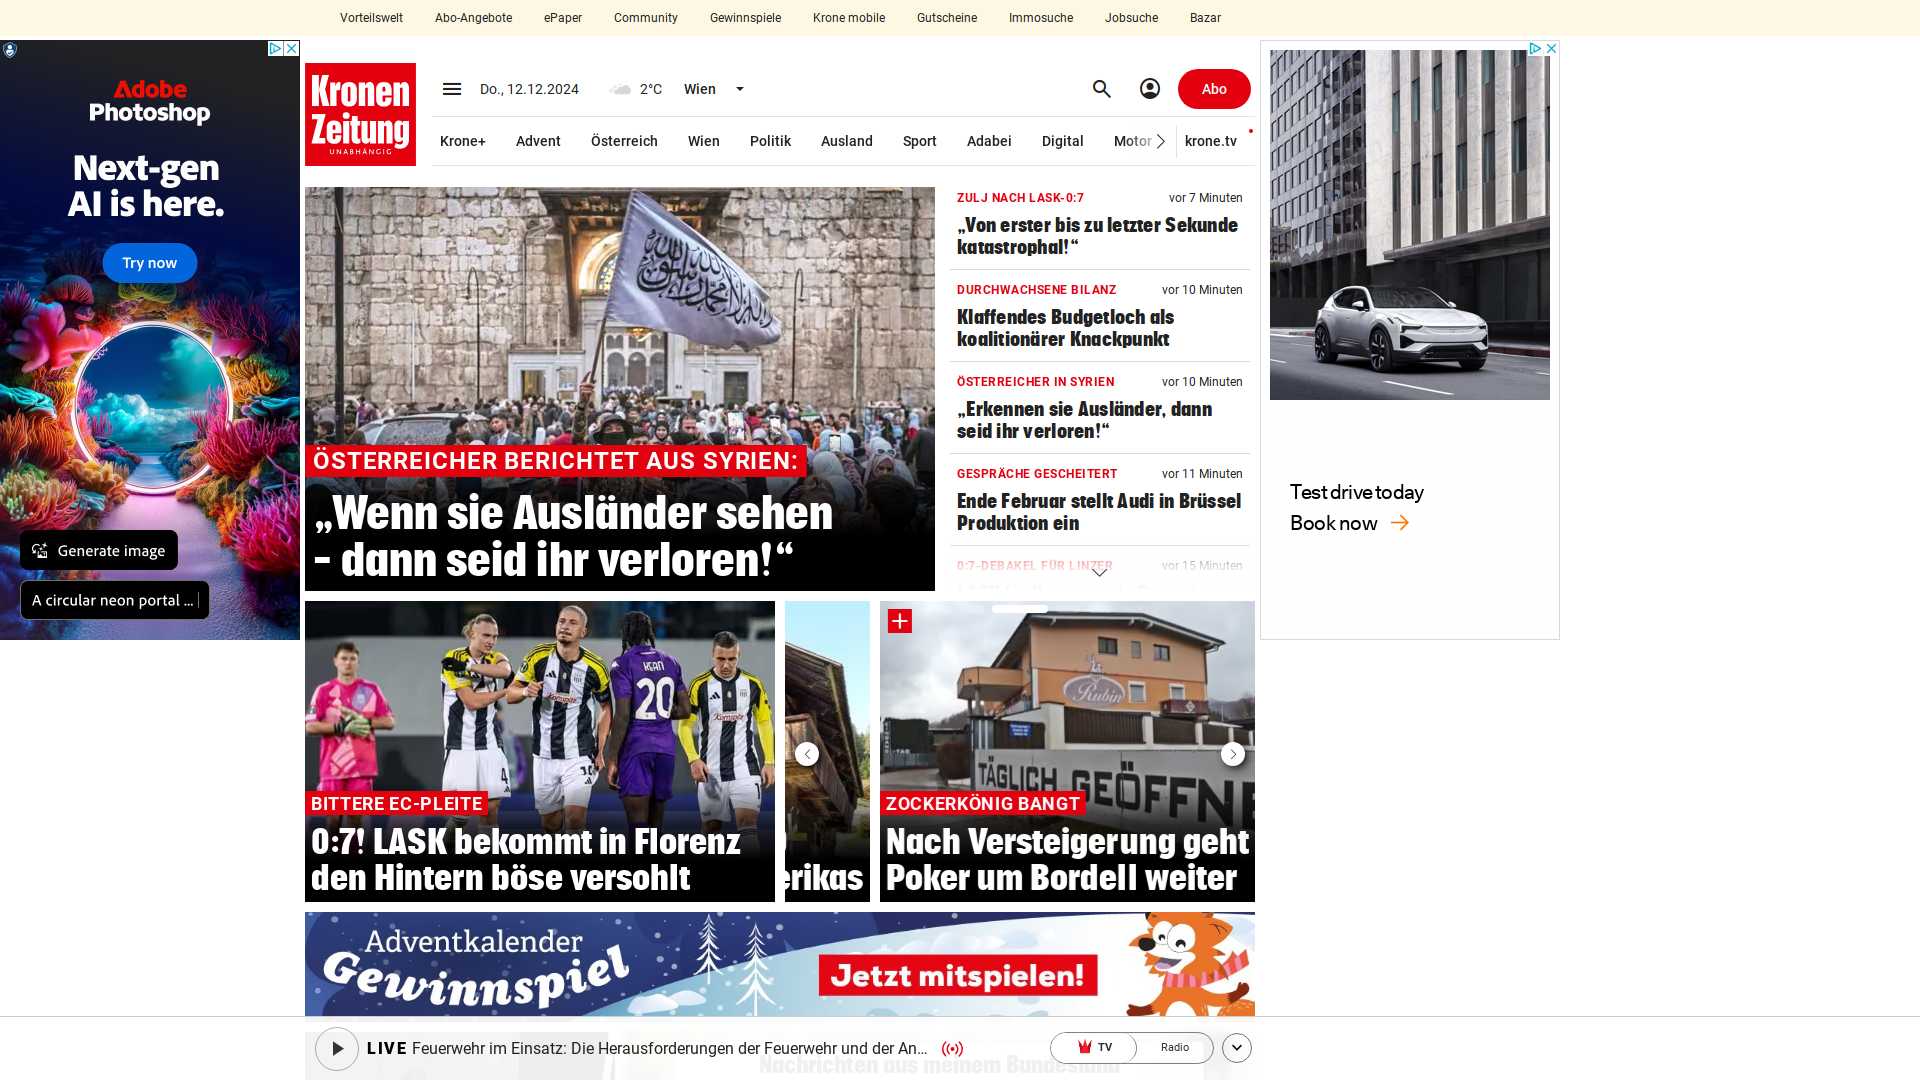 Vorteilswelt
Abo-Angebote
ePaper
Community
Gewinnspiele
Krone mobile
Gutscheine
Immosuche
Jobsuche
Bazar
Adobe
Photoshop
Next-gen
AI is here.
Try now
Generate image
A circular neon portal ...
Kronen
Zeitung
UNABHÄNGIG
Do., 12.12.2024
2°C
Wien
Abo
Krone+
Advent
Österreich
Wien
Politik
Ausland
Sport
Adabei
Digital
Motor
krone.tv
ÖSTERREICHER BERICHTET AUS SYRIEN:
„Wenn sie Ausländer sehen
– dann seid ihr verloren!“
ZULJ NACH LASK-0:7
vor 7 Minuten
„Von erster bis zu letzter Sekunde
katastrophal!“
DURCHWACHSENE BILANZ
vor 10 Minuten
Klaffendes Budgetloch als
koalitionärer Knackpunkt
ÖSTERREICHER IN SYRIEN
vor 10 Minuten
„Erkennen sie Ausländer, dann
seid ihr verloren!“
GESPRÄCHE GESCHEITERT
vor 11 Minuten
Ende Februar stellt Audi in Brüssel
Produktion ein
0:7-DEBAKEL FÜR LINZER
vor 15 Minuten
Test drive today
Book now
KEAN
20
4
BITTERE EC-PLEITE
0:7! LASK bekommt in Florenz
den Hintern böse versohlt
erikas
Rubin
TÄGLICH GEÖFFN
ZOCKERKÖNIG BANGT
Nach Versteigerung geht
Poker um Bordell weiter
Adventkalender
Gewinnspiel
Jetzt mitspielen!
LIVE Feuerwehr im Einsatz: Die Herausforderungen der Feuerwehr und der An...
TV
Radio
Nachrichten aus meinem Bundesland